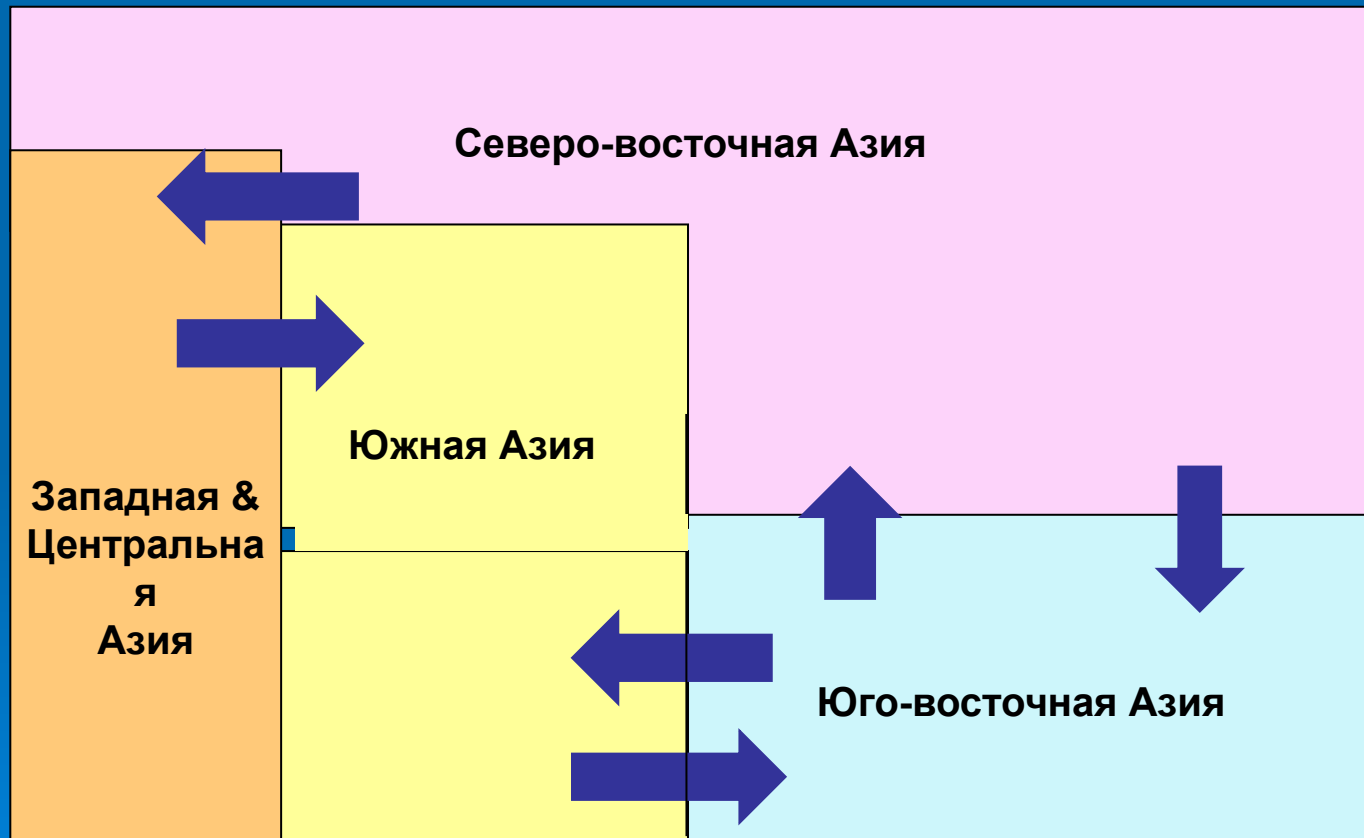 Северо-восточная Азия
Южная Азия
Западная &
Центральна
я
Азия
Юго-восточная Азия